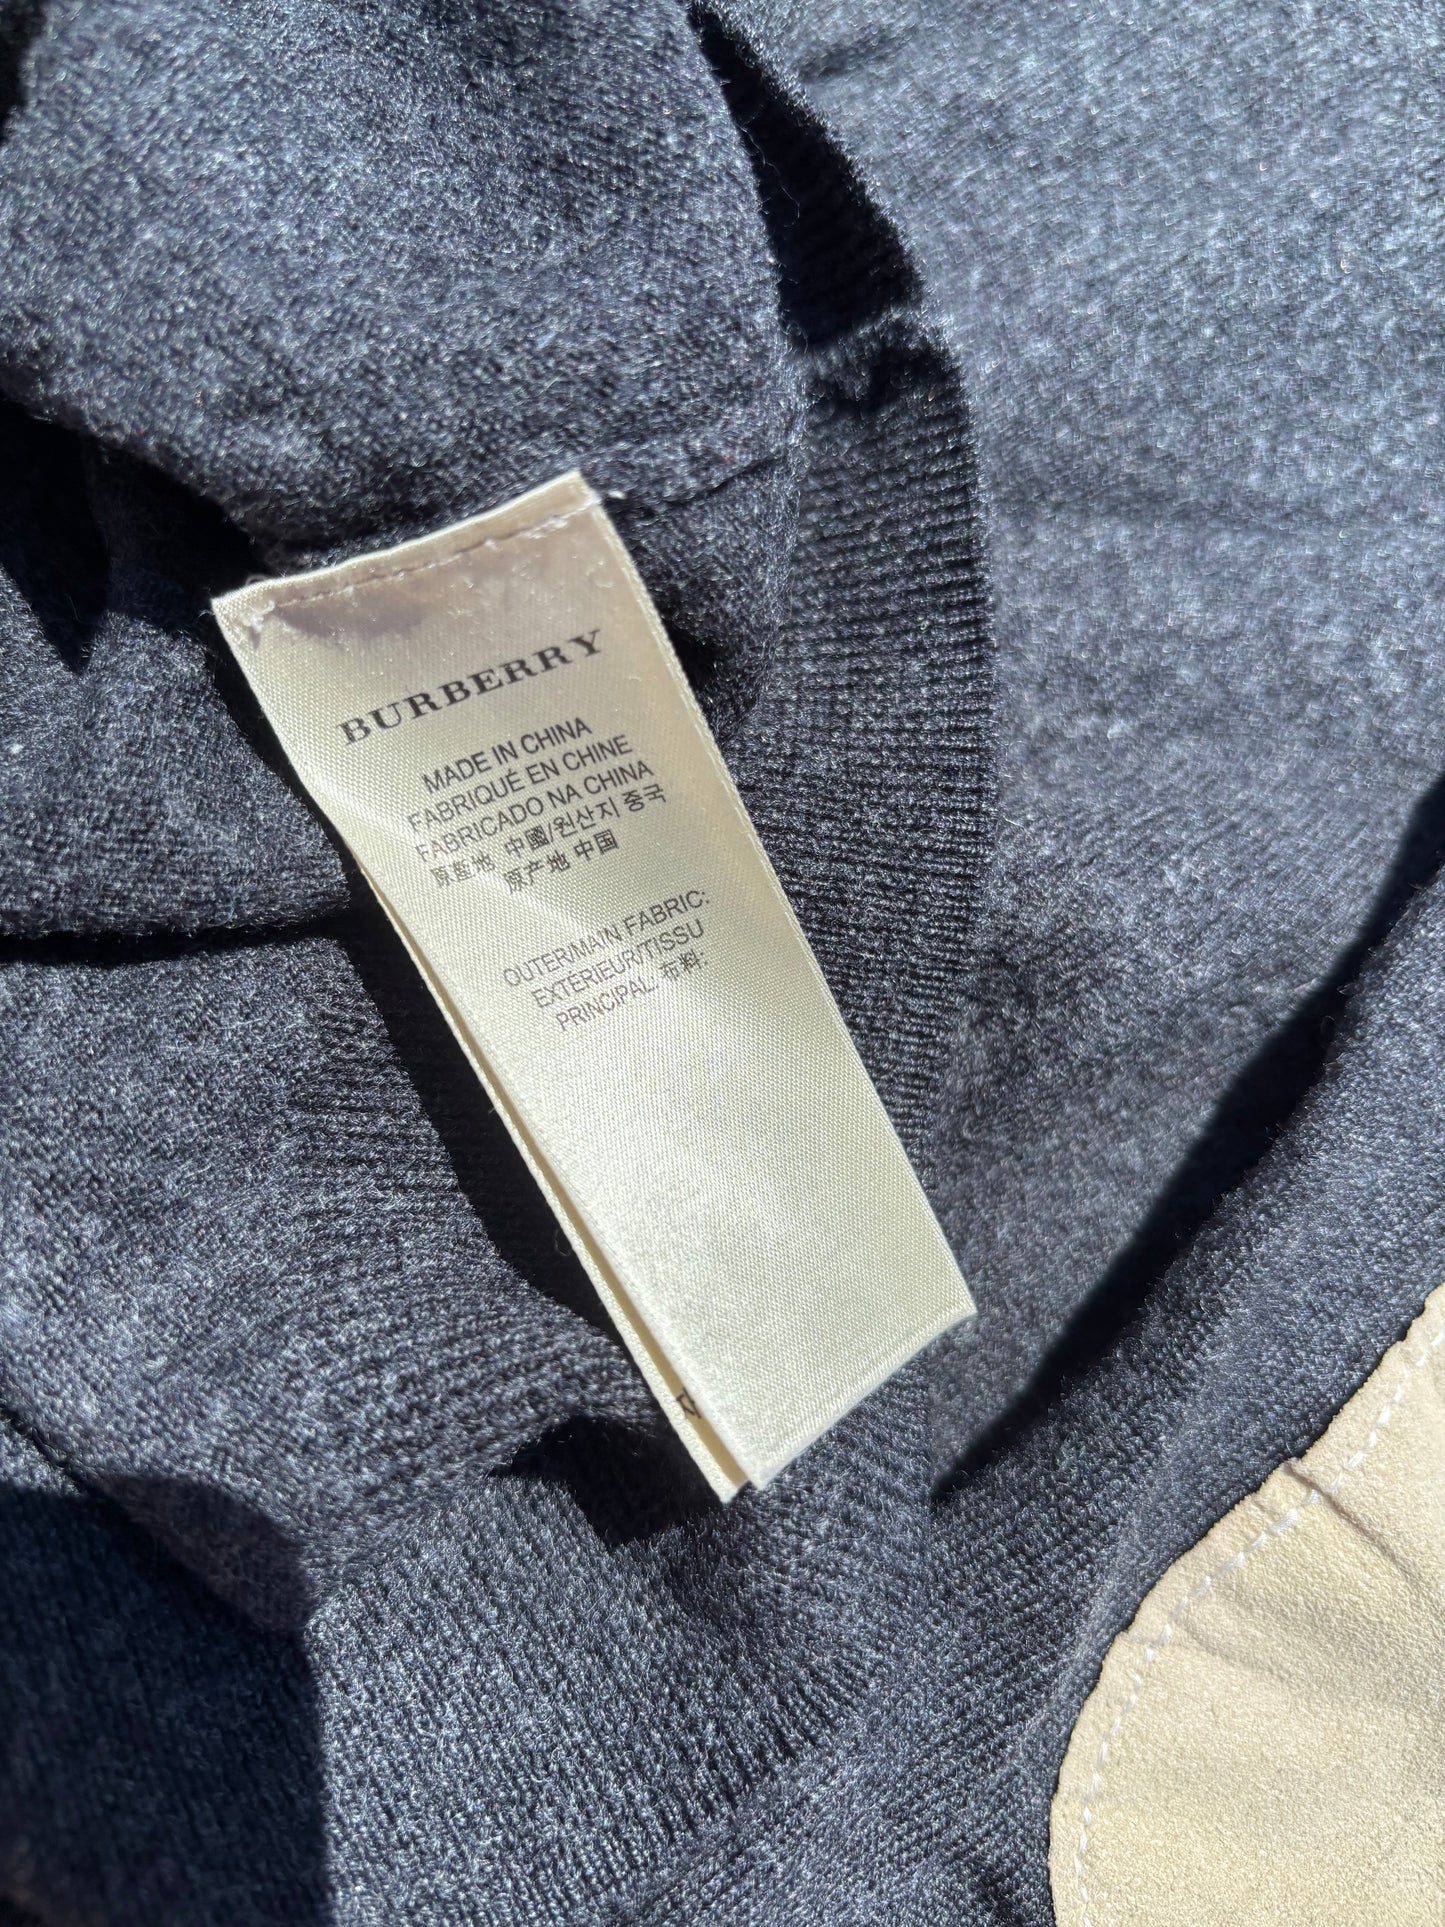 BURBERRY
MADE IN CHINA
FABRIQUÉ EN CHINE
FABRICADO NA CHINA
原產地 中國/원산지 중국
原产地 中国
OUTER/MAIN FABRIC:
EXTÉRIEUR/TISSU
PRINCIPAL, 布料: